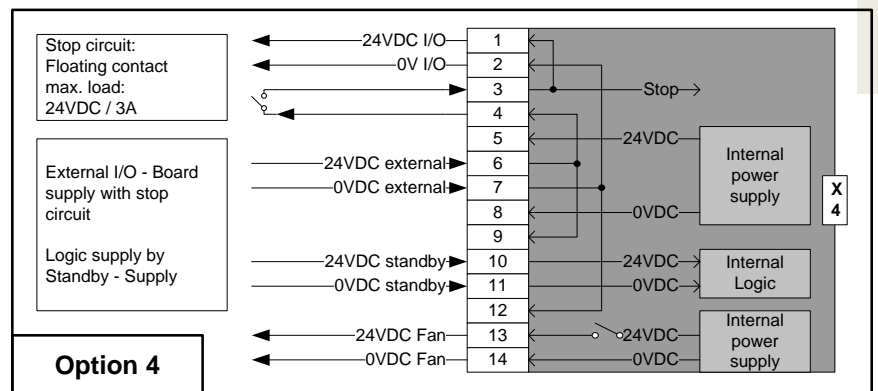 Stop circuit:
Floating contact
max. load:
24VDC / 3A
External I/O - Board
supply with stop
circuit
Logic supply by
Standby - Supply
Option 4
24VDC I/O
0V I/O
24VDC external
0VDC external
24VDC standby
0VDC standby
24VDC Fan
0VDC Fan
1
2
3
4
5
6
7
8
9
10
11
12
13
14
Stop
24VDC
0VDC
Internal
power
supply
24VDC
0VDC
Internal
Logic
24VDC
0VDC
Internal
power
supply
X
4